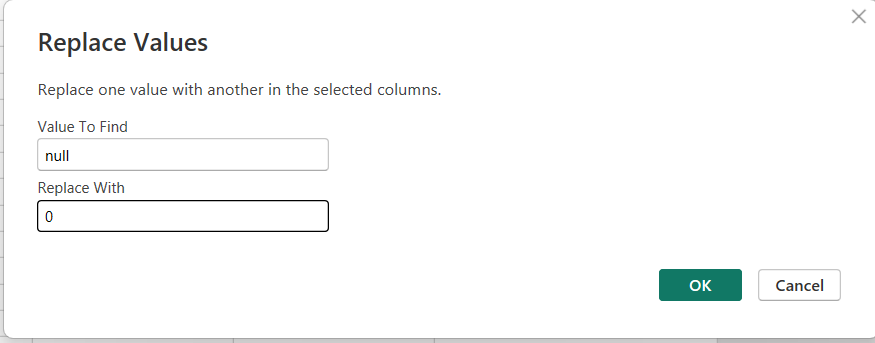 Replace Values
Replace one value with another in the selected columns.
Value To Find
null
Replace With
0
OK
Cancel